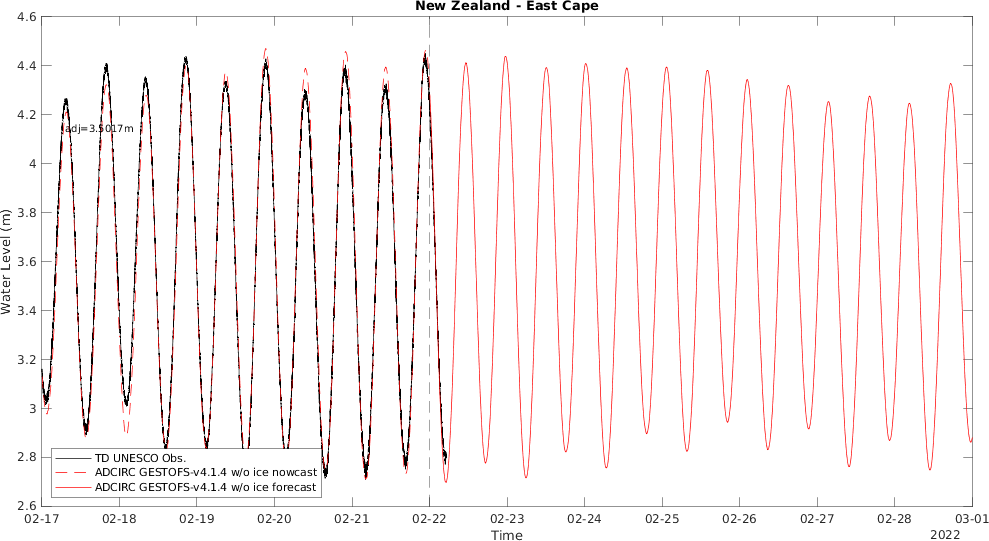 New Zealand - East Cape
4.6
4.4
4.2
adj=3.5017m
4
3.8
3.6
3.4
3.2
3
2.8
2.6
Water Level (m)
TD UNESCO Obs.
ADCIRC GESTOFS-v4.1.4 w/o ice nowcast
ADCIRC GESTOFS-v4.1.4 w/o ice forecast
02-17 02-18 02-19 02-20 02-21 02-22 02-23 02-24 02-25 02-26 02-27 02-28 03-01
Time
2022